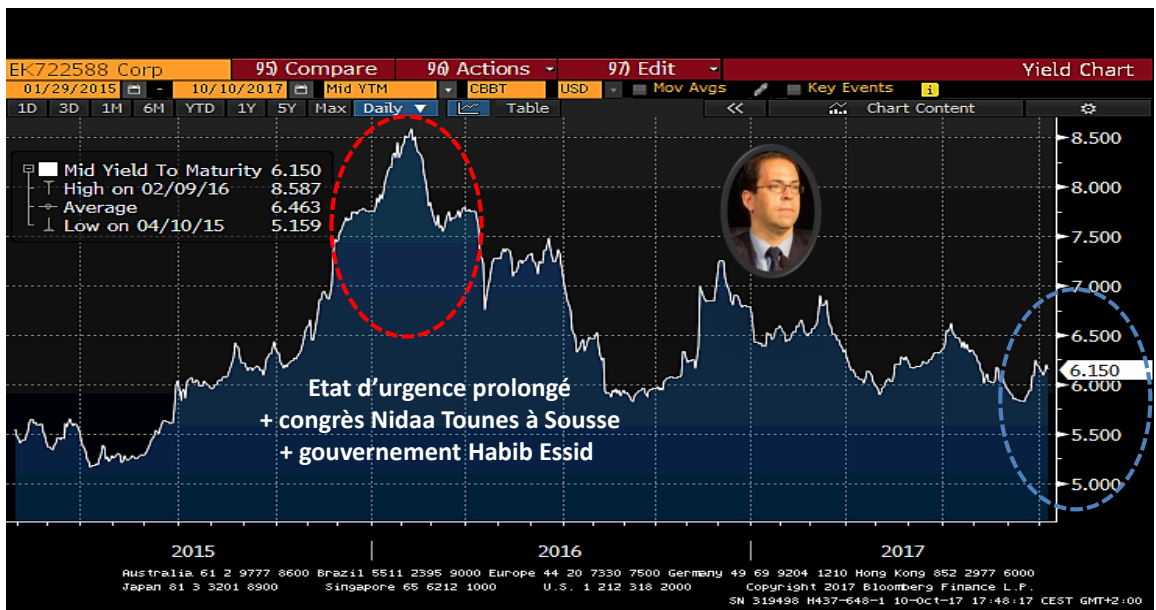 EK722588 Corp 95) Compare 96) Actions 97) Edit Yield Chart
01/29/2015 - 10/10/2017 Mid YTM CBBT USD Mov Avgs Key Events i
1D 3D 1M 6M YTD 1Y 5Y Max Daily ▼ Table << Chart Content
8.500
Mid Yield To Maturity 6.150
High on 02/09/16 8.587
8.000
Average 6.463
Low on 04/10/15 5.159
7.500
7.000
6.500
6.150
6.000
Etat d'urgence prolongé
+ congrès Nidaa Tounes à Sousse
+ gouvernement Habib Essid
5.500
5.000
2015 2016 2017
Australia 61 2 9777 8600 Brazil 5511 2395 9000 Europe 44 20 7330 7500 Germany 49 69 9204 1210 Hong Kong 852 2977 6000
Japan 81 3 3201 8900 Singapore 65 6212 1000 U.S. 1 212 318 2000 Copyright 2017 Bloomberg Finance L.P.
SN 319498 H437-648-1 10-Oct-17 17:48:17 CEST GMT+2:00